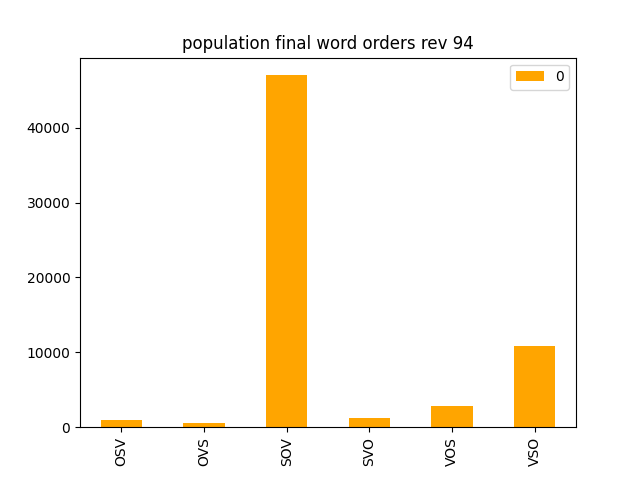 population final word orders rev 94
0
40000
30000
20000
10000
0
OSV
OVS
SOV
SVO
VOS
VSO